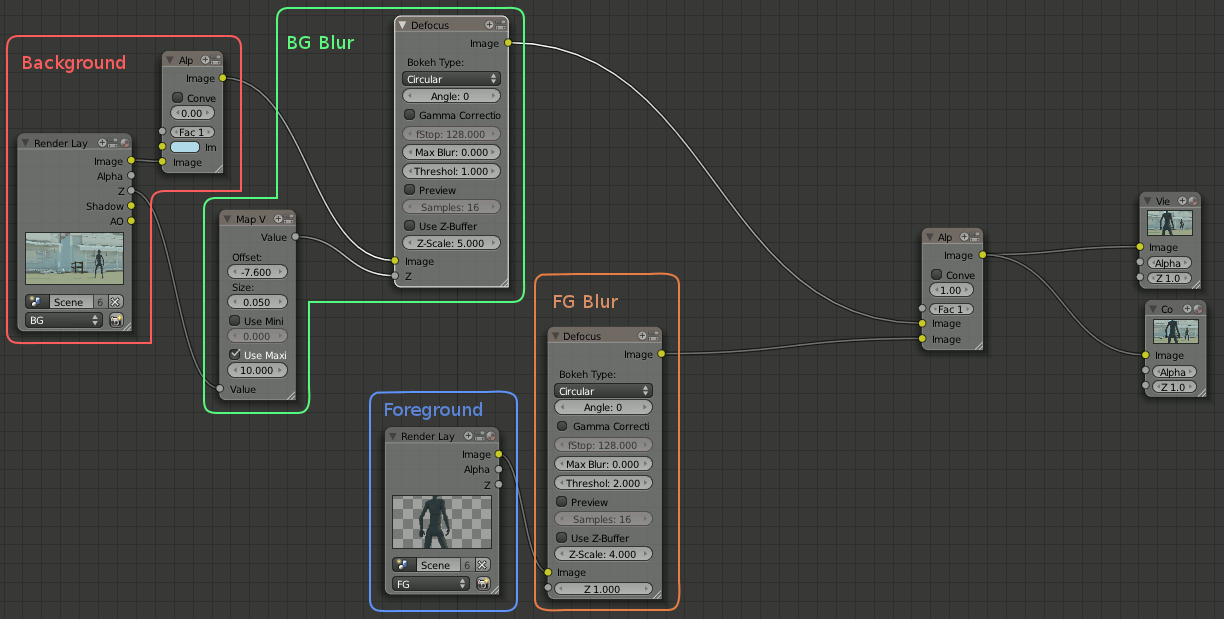 Background
Alp
Image
Conve
0.00
Fac 1
Im
Image
Render Lay
Image
Alpha
Z
Shadow
AO
Scene 6
BG
BG Blur
Map V
Value
Offset:
-7.600
Size:
0.050
Use Mini
0.000
Use Maxi
10.000
Value
Defocus
Image
Bokeh Type:
Circular
Angle: 0
Gamma Correctio
fStop: 128.000
Max Blur: 0.000
Threshol: 1.000
Preview
Samples: 16
Use Z-Buffer
Z-Scale: 5.000
Image
Z
Foreground
Render Lay
Image
Alpha
Z
Scene 6
FG
FG Blur
Defocus
Image
Bokeh Type:
Circular
Angle: 0
Gamma Correcti
fStop: 128.000
Max Blur: 0.000
Threshol: 2.000
Preview
Samples: 16
Use Z-Buffer
Z-Scale: 4.000
Image
Z 1.000
Alp
Image
Conve
1.00
Fac 1
Image
Image
Vie
Image
Alpha
Z 1.0
Co
Image
Alpha
Z 1.0